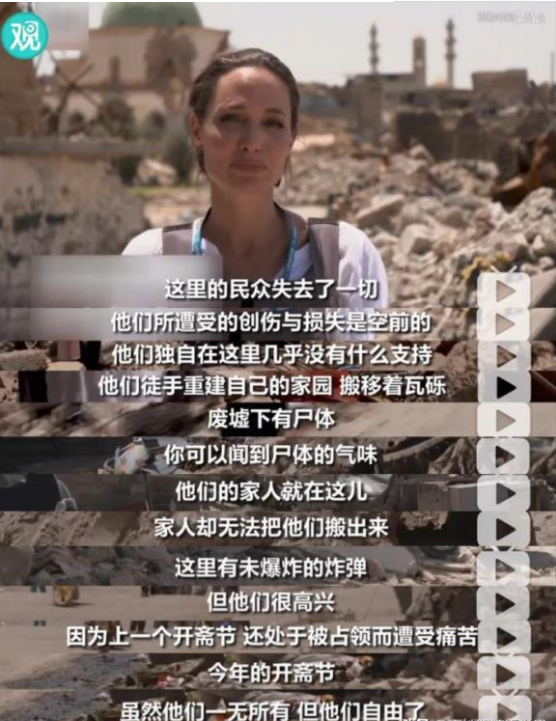 观
这里的民众失去了一切
他们所遭受的创伤与损失是空前的
他们独自在这里几乎没有什么支持
他们徒手重建自己的家园 搬移着瓦砾
废墟下有尸体
你可以闻到尸体的气味
他们的家人就在这儿
家人却无法把他们搬出来
这里有未爆炸的炸弹
但他们很高兴
因为上一个开斋节 还处于被占领而遭受痛苦
今年的开斋节
虽然他们一无所有 但他们自由了